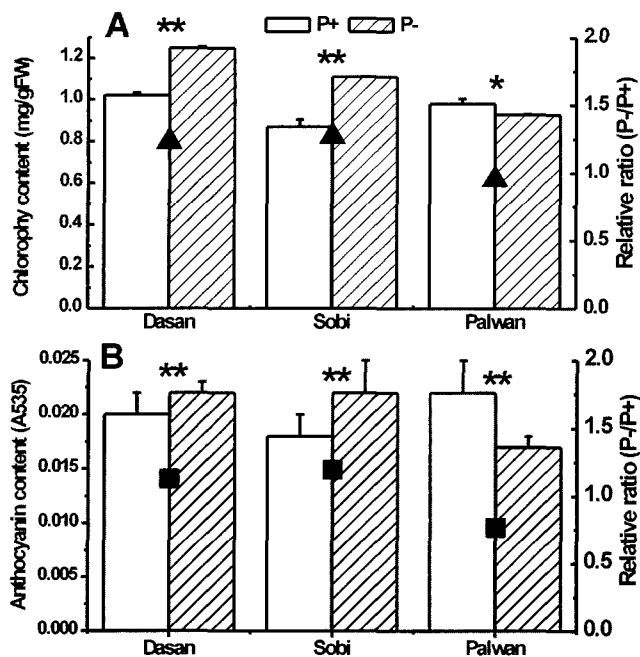 A
** P+ P-
**
*
Chlorophy content (mg/gFW)
1.2
1.0
0.8
0.6
0.4
0.2
0.0
2.0
1.5
1.0
1.5
0.0
Relative ratio (P-/P+)
Dasan Sobi Palwan
B
** ** **
Anthocyanin content (A535)
0.025
0.020
0.015
0.010
0.005
0.000
2.0
1.5
1.0
0.5
0.0
Relative ratio (P-/P+)
Dasan Sobi Palwan